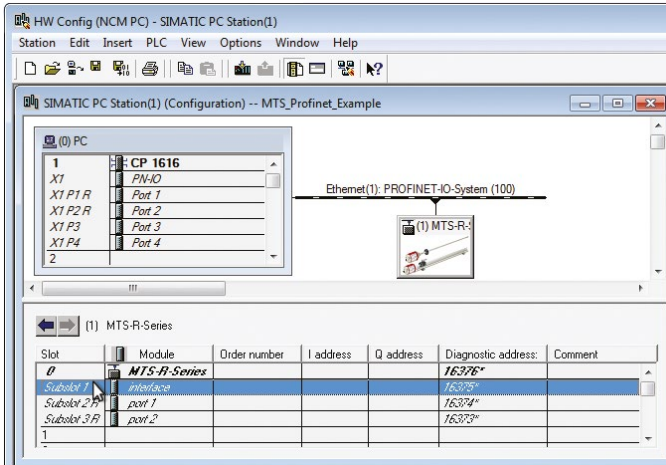 HW Config (NCM PC) - SIMATIC PC Station(1)
Station Edit Insert PLC View Options Window Help
SIMATIC PC Station(1) (Configuration) -- MTS_Profinet_Example
(0) PC
1 CP 1616
X1 PN-IO
X1 P1 R Port 1
X1 P2 R Port 2
X1 P3 Port 3
X1 P4 Port 4
2
Ethernet(1): PROFINET-IO-System (100)
(1) MTS-R-
(1) MTS-R-Series
Slot Module Order number I address Q address Diagnostic address: Comment
0 MTS-R-Series 16376*
Subslot 1 interface 16375*
Subslot 2 R port 1 16374*
Subslot 3 R port 2 16373*
1